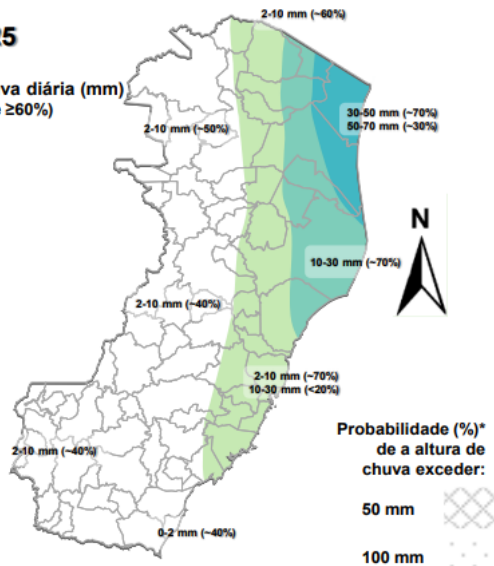 25
va diária (mm)
e ≥60%)
2-10 mm (~60%)
30-50 mm (~70%)
50-70 mm (~30%)
2-10 mm (~50%)
N
10-30 mm (~70%)
2-10 mm (~40%)
2-10 mm (~70%)
10-30 mm (<20%)
Probabilidade (%)*
de a altura de
chuva exceder:
2-10 mm (~40%)
50 mm
0-2 mm (~40%)
100 mm